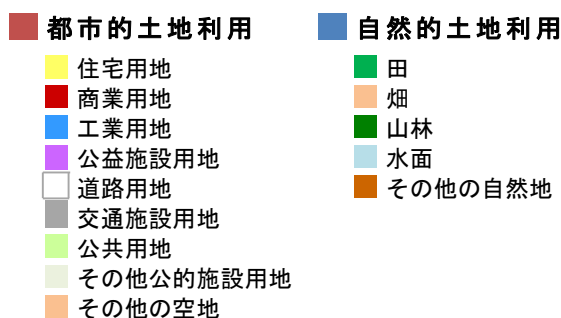 都市的土地利用
住宅用地
商業用地
工業用地
公益施設用地
道路用地
交通施設用地
公共用地
その他公的施設用地
その他の空地
自然的土地利用
田
畑
山林
水面
その他の自然地